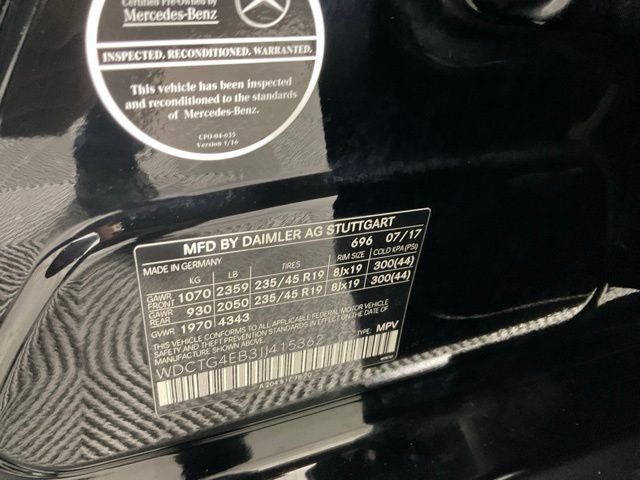 Certified Pre-Owned by
Mercedes-Benz
INSPECTED. RECONDITIONED. WARRANTED.
This vehicle has been inspected
and reconditioned to the standards
of Mercedes-Benz.
CPO-04-635
Version 1/16
MFD BY DAIMLER AG STUTTGART
696 07/17
MADE IN GERMANY
KG LB TIRES RIM SIZE COLD KPA (PSI)
GAWR FRONT 1070 2359 235/45 R19 8Jx19 300(44)
GAWR REAR 930 2050 235/45 R19 8Jx19 300(44)
GVWR 1970 4343
THIS VEHICLE CONFORMS TO ALL APPLICABLE FEDERAL MOTOR VEHICLE
SAFETY, BUMPER AND THEFT PREVENTION STANDARDS IN EFFECT
ON THE DATE OF MANUFACTURE SHOWN ABOVE.
WDCTG4EB3JJ415362 TYPE: MPV